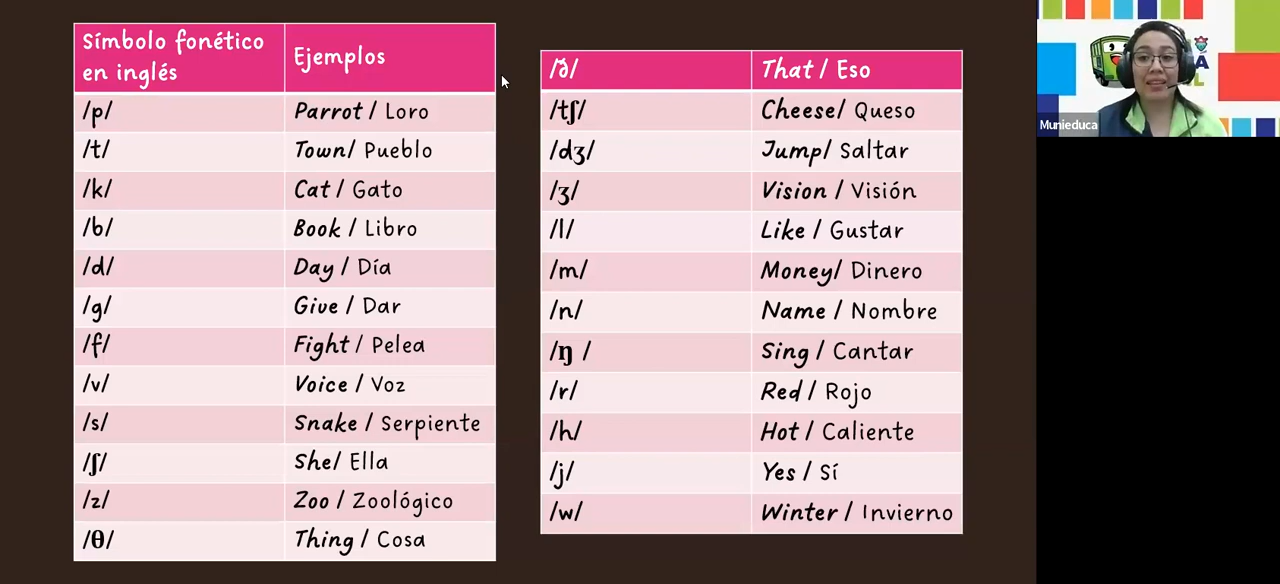 Símbolo fonético
en inglés
Ejemplos
/p/ Parrot / Loro
/t/ Town/ Pueblo
/k/ Cat / Gato
/b/ Book / Libro
/d/ Day / Día
/g/ Give / Dar
/f/ Fight / Pelea
/v/ Voice / Voz
/s/ Snake / Serpiente
/ʃ/ She/ Ella
/z/ Zoo / Zoológico
/θ/ Thing / Cosa
/ð/ That / Eso
/tʃ/ Cheese/ Queso
/dʒ/ Jump/ Saltar
/ʒ/ Vision / Visión
/l/ Like / Gustar
/m/ Money/ Dinero
/n/ Name / Nombre
/ŋ / Sing / Cantar
/r/ Red / Rojo
/h/ Hot / Caliente
/j/ Yes / Sí
/w/ Winter / Invierno
Munieduca